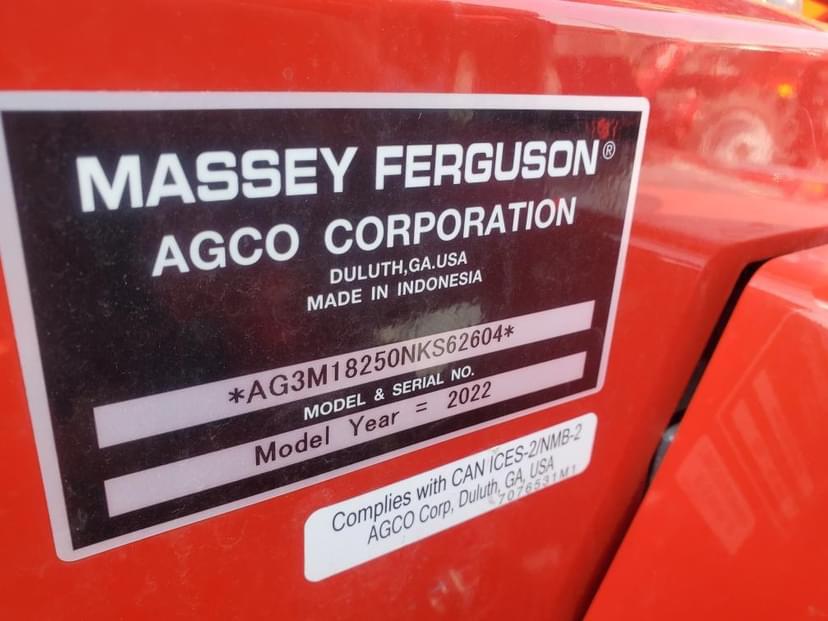 MASSEY FERGUSON®
AGCO CORPORATION
DULUTH,GA.USA
MADE IN INDONESIA
*AG3M18250NKS62604*
MODEL & SERIAL NO.
Model Year = 2022
Complies with CAN ICES-2/NMB-2
AGCO Corp, Duluth, GA, USA
7076531M1